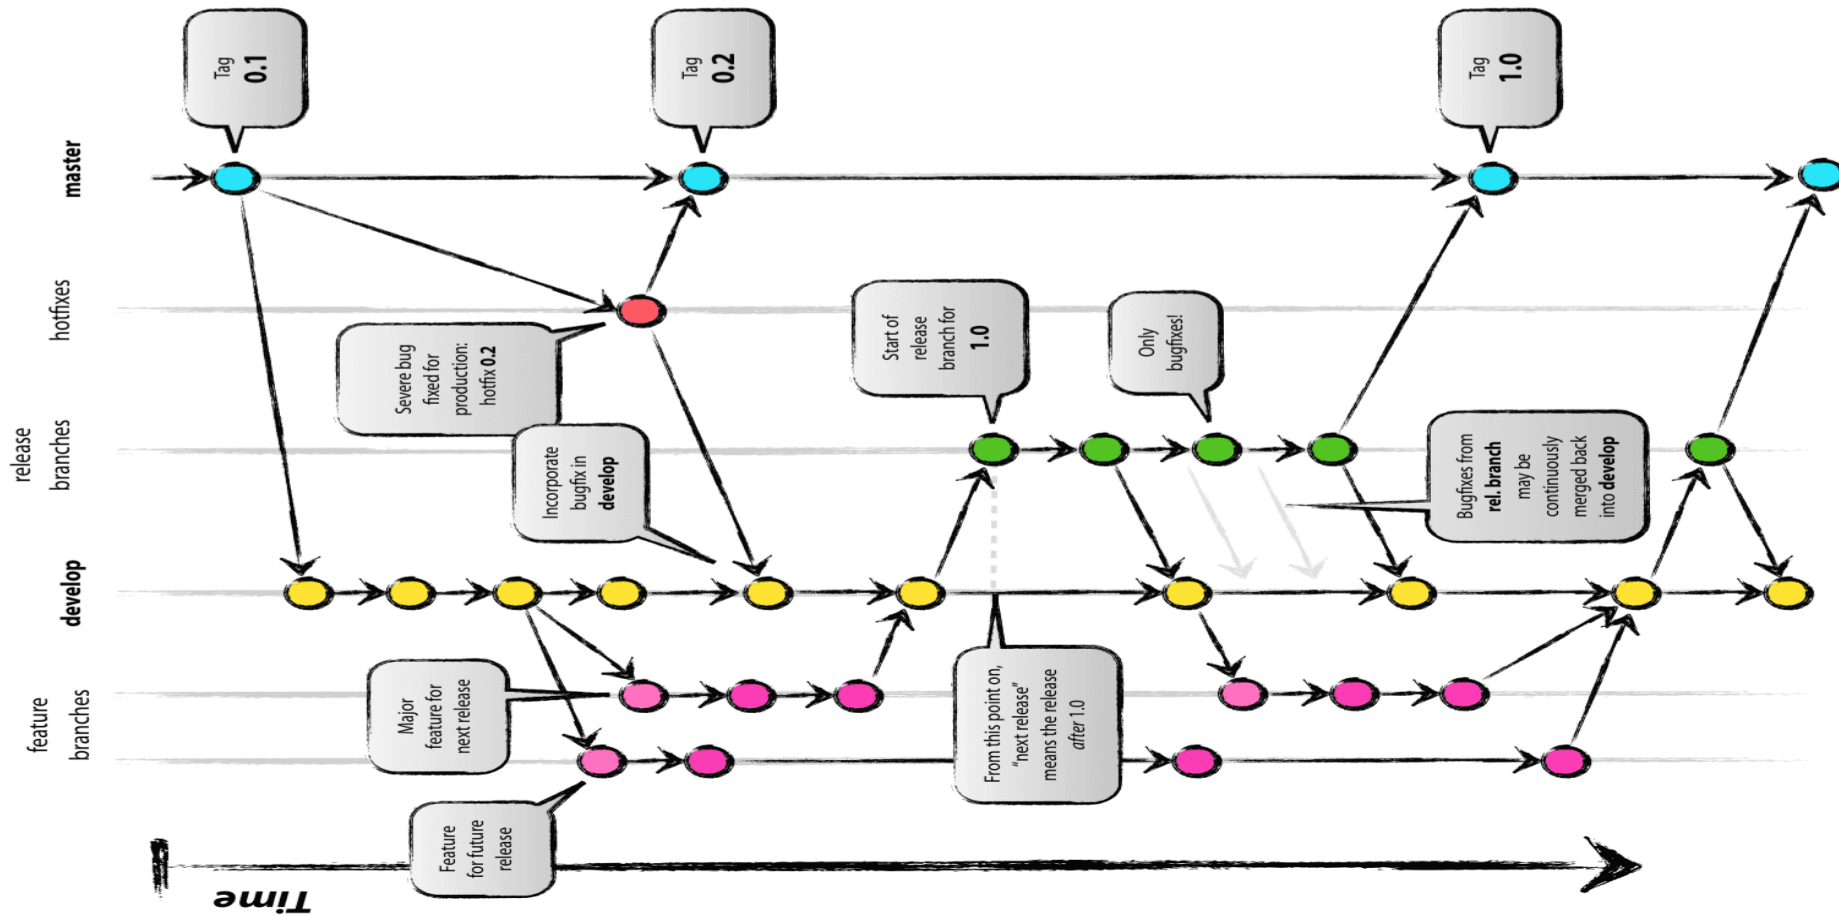 feature
branches
develop
release
branches
hotfixes
master
Time
Tag
0.1
Tag
0.2
Tag
1.0
Severe bug
fixed for
production:
hotfix 0.2
Incorporate
bugfix in
develop
Start of
release
branch for
1.0
Only
bugfixes!
Major
feature for
next release
Feature
for future
release
From this point on,
“next release”
means the release
after 1.0
Bugfixes from
rel. branch
may be
continuously
merged back
into develop